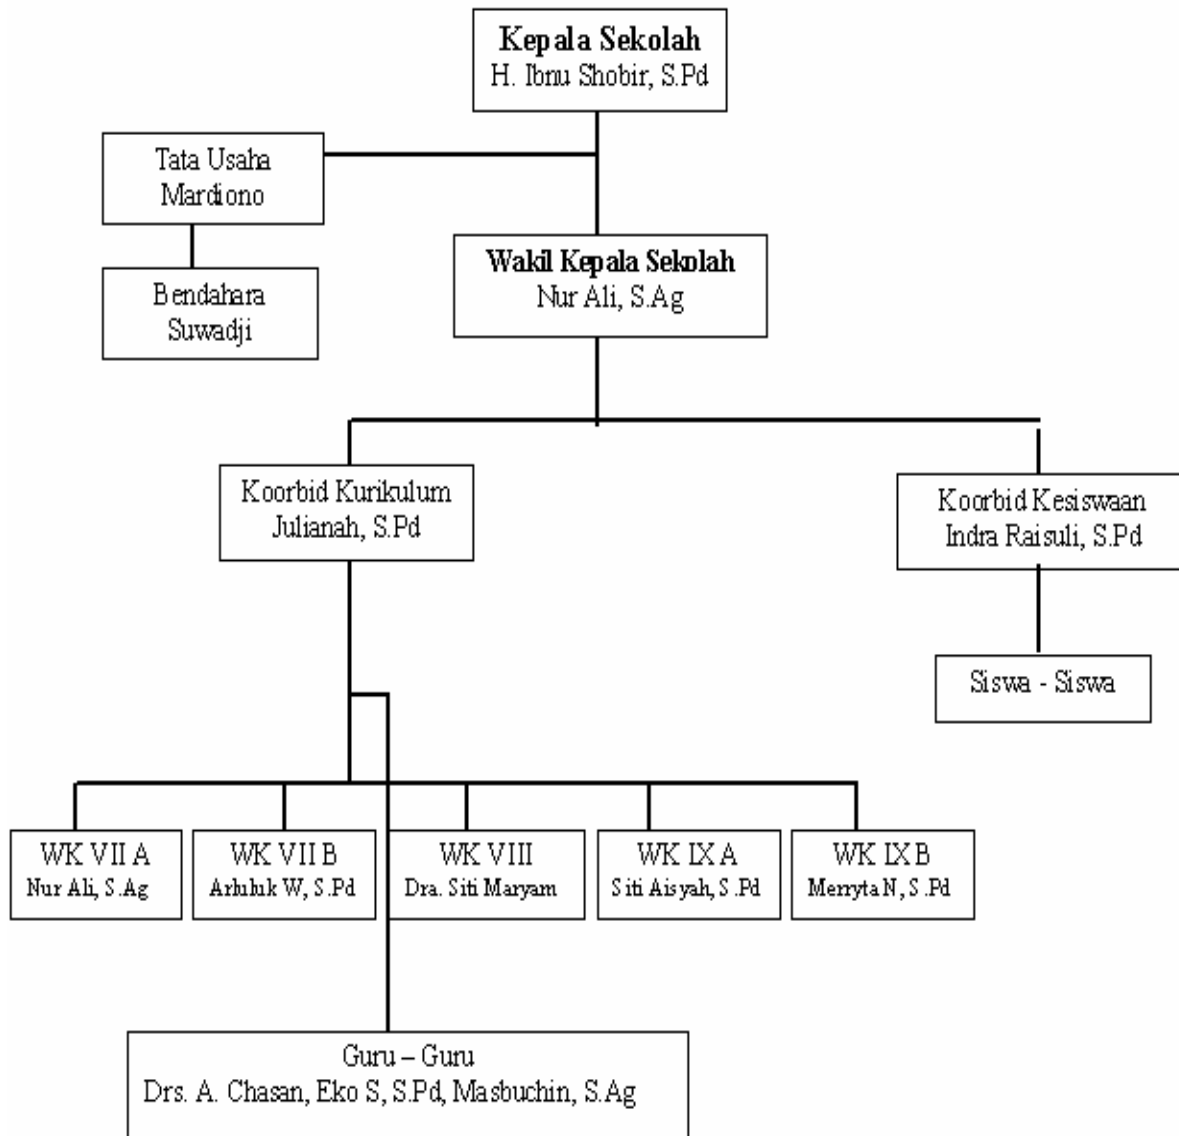 Kepala Sekolah
H. Ibnu Shobir, S.Pd
Tata Usaha
Mardiono
Wakil Kepala Sekolah
Nur Ali, S.Ag
Bendahara
Suwadji
Koorbid Kurikulum
Julianah, S.Pd
Koorbid Kesiswaan
Indra Raisuli, S.Pd
Siswa - Siswa
WK VII A
Nur Ali, S.Ag
WK VII B
Arluluk W, S.Pd
WK VIII
Dra. Siti Maryam
WK IX A
Siti Aisyah, S.Pd
WK IX B
Merryta N, S.Pd
Guru – Guru
Drs. A. Chasan, Eko S, S.Pd, Masbuchin, S.Ag